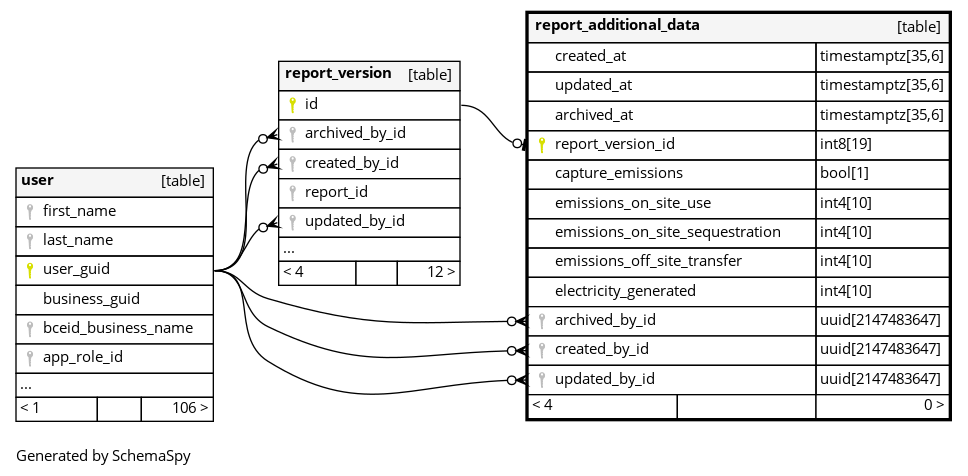 user [table]
first_name
last_name
user_guid
business_guid
bceid_business_name
app_role_id
...
< 1 106 >
report_version [table]
id
archived_by_id
created_by_id
report_id
updated_by_id
...
< 4 12 >
report_additional_data [table]
created_at timestamptz[35,6]
updated_at timestamptz[35,6]
archived_at timestamptz[35,6]
report_version_id int8[19]
capture_emissions bool[1]
emissions_on_site_use int4[10]
emissions_on_site_sequestration int4[10]
emissions_off_site_transfer int4[10]
electricity_generated int4[10]
archived_by_id uuid[2147483647]
created_by_id uuid[2147483647]
updated_by_id uuid[2147483647]
< 4 0 >
Generated by SchemaSpy